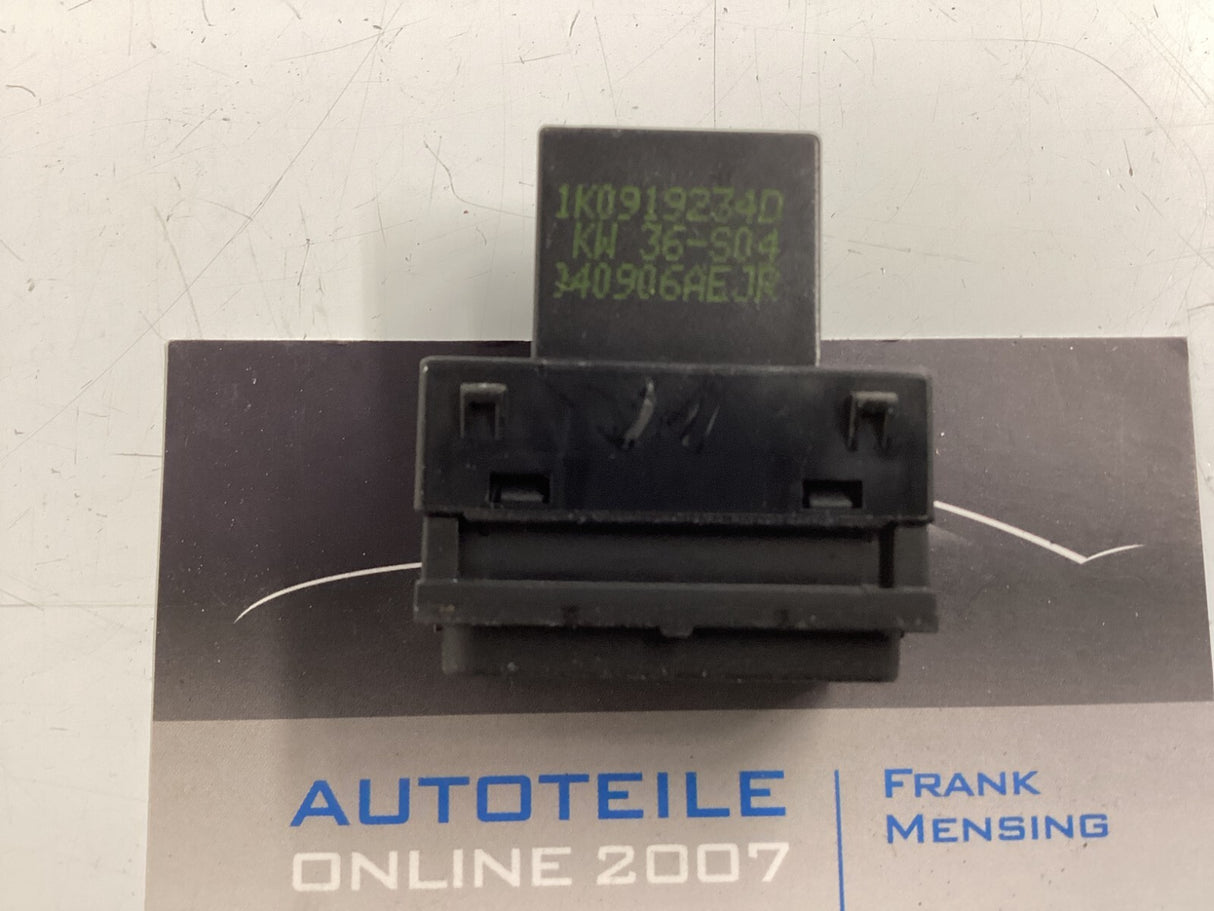 1K0919234D
KW 36-S04
340906AEJR
AUTOTEILE
ONLINE 2007
FRANK
MENSING